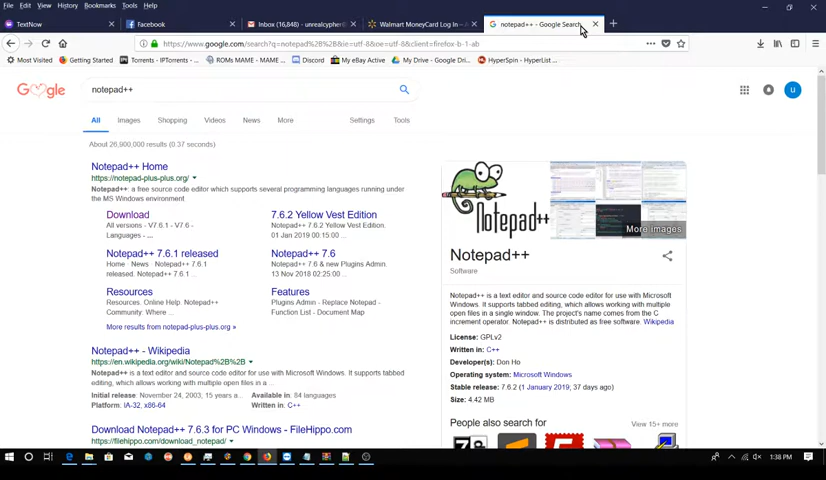 File Edit View History Bookmarks Tools Help
TextNow
Facebook
Inbox (16,848) - unrealcypher6
Walmart MoneyCard Log In –
notepad++ - Google Search
https://www.google.com/search?q=notepad%2B%2B&ie=utf-8&oe=utf-8&client=firefox-b-1-ab
Most Visited Getting Started Torrents - IPTorrents - ... ROMs MAME - ROMs ... Discord My eBay Active My Drive - Google Dri... HyperSpin - HyperList ...
Google
notepad++
u
All Images Shopping Videos News More Settings Tools
About 26,900,000 results (0.37 seconds)
Notepad++ Home
https://notepad-plus-plus.org/
Notepad++: a free source code editor which supports several programming languages running under
the MS Windows environment
Download
All versions - V7.6.1 - V7.6 -
Languages - ...
7.6.2 Yellow Vest Edition
Notepad++ 7.6.2 Yellow Vest Edition.
01 Jan 2019 00:15:00 ...
Notepad++ 7.6.1 released
Home · News · Notepad++ 7.6.1
released. Notepad++ 7.6.1 ...
Notepad++ 7.6
Notepad++ 7.6 & new Plugins Admin.
13 Nov 2018 02:25:00 ...
Resources
Resources. Online Help. Notepad++
Community. Where ...
Features
Plugins Admin - Replace Notepad -
Function List - Document Map
More results from notepad-plus-plus.org »
Notepad++ - Wikipedia
https://en.wikipedia.org/wiki/Notepad%2B%2B
Notepad++ is a text editor and source code editor for use with Microsoft Windows. It supports tabbed
editing, which allows working with multiple open files in a ...
Initial release: November 24, 2003, 15 years a... Available in: 84 languages
Platform: IA-32, x86-64 Written in: C++
Download Notepad++ 7.6.3 for PC Windows - FileHippo.com
https://filehippo.com/download_notepad/
Notepad++
More images
Notepad++
Software
Notepad++ is a text editor and source code editor for use with Microsoft
Windows. It supports tabbed editing, which allows working with multiple
open files in a single window. The project's name comes from the C
increment operator. Notepad++ is distributed as free software. Wikipedia
License: GPLv2
Written in: C++
Developer(s): Don Ho
Operating system: Microsoft Windows
Stable release: 7.6.2 (1 January 2019; 37 days ago)
Size: 4.42 MB
People also search for
View 15+ more
1:38 PM